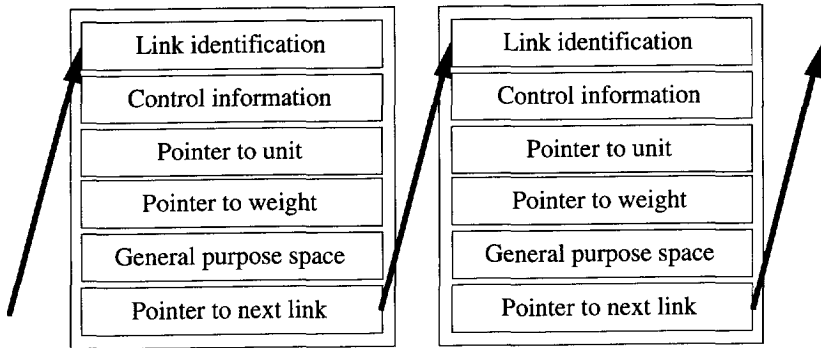 Link identification
Control information
Pointer to unit
Pointer to weight
General purpose space
Pointer to next link
Link identification
Control information
Pointer to unit
Pointer to weight
General purpose space
Pointer to next link